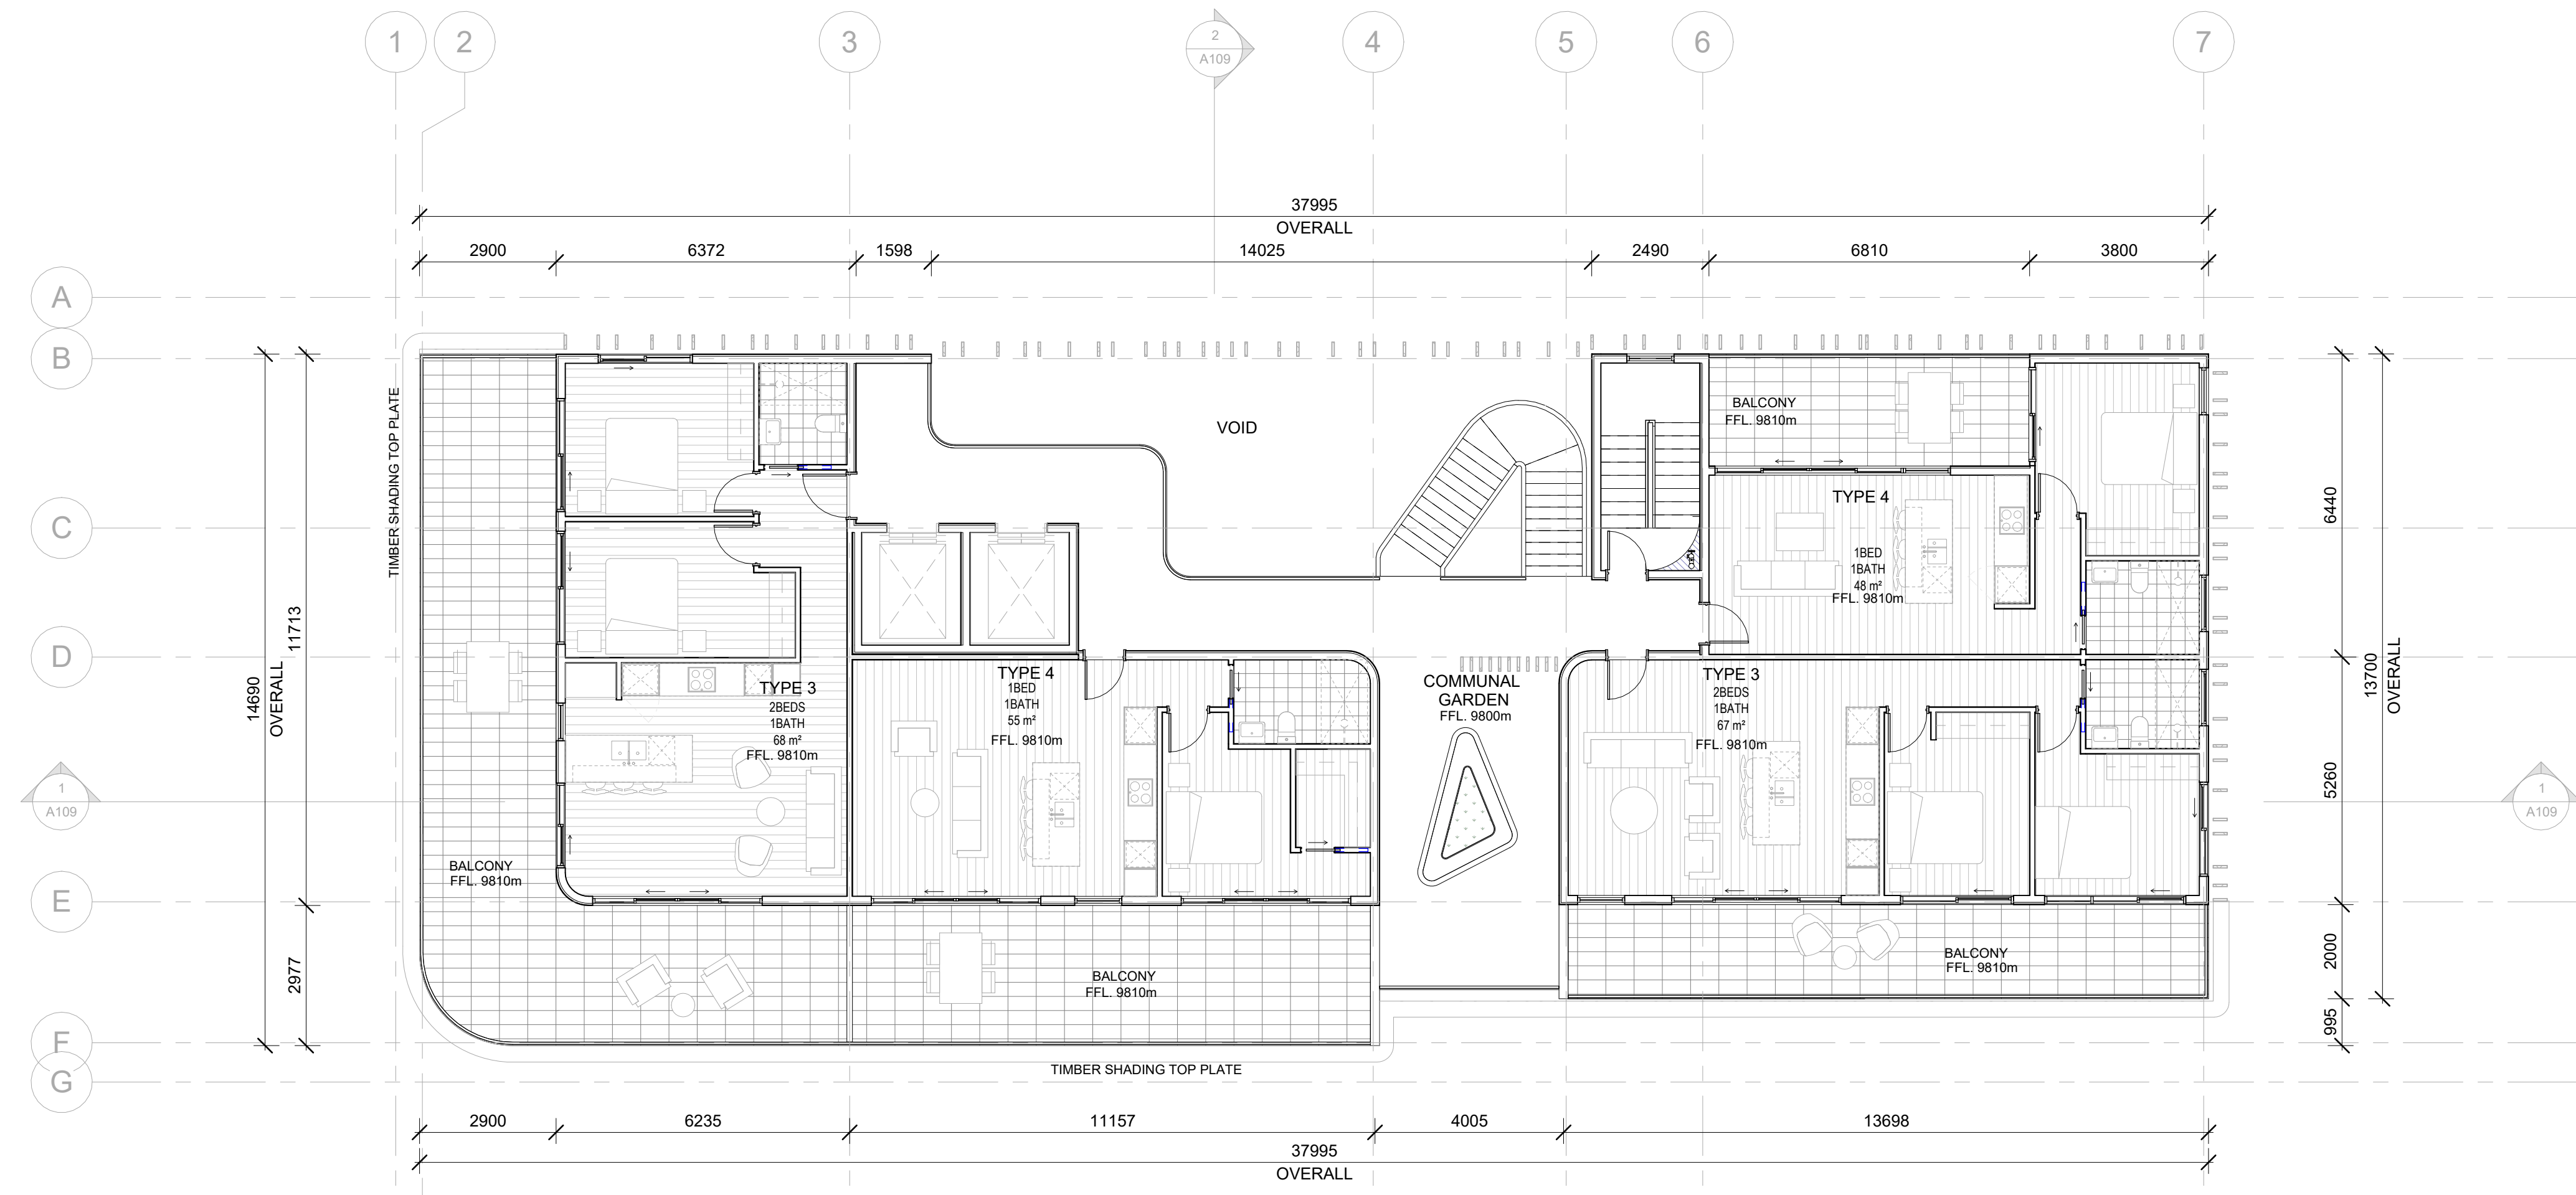 1
2
3
2
A109
4
5
6
7
37995
OVERALL
2900
6372
1598
14025
2490
6810
3800
A
B
C
D
E
F
G
TIMBER SHADING TOP PLATE
14690
OVERALL
11713
2977
1
A109
VOID
BALCONY
FFL. 9810m
TYPE 4
1BED
1BATH
48 m²
FFL. 9810m
TYPE 3
2BEDS
1BATH
68 m²
FFL. 9810m
TYPE 4
1BED
1BATH
55 m²
FFL. 9810m
COMMUNAL
GARDEN
FFL. 9800m
TYPE 3
2BEDS
1BATH
67 m²
FFL. 9810m
BALCONY
FFL. 9810m
BALCONY
FFL. 9810m
BALCONY
FFL. 9810m
6440
5260
2000
995
13700
OVERALL
1
A109
TIMBER SHADING TOP PLATE
2900
6235
11157
4005
13698
37995
OVERALL